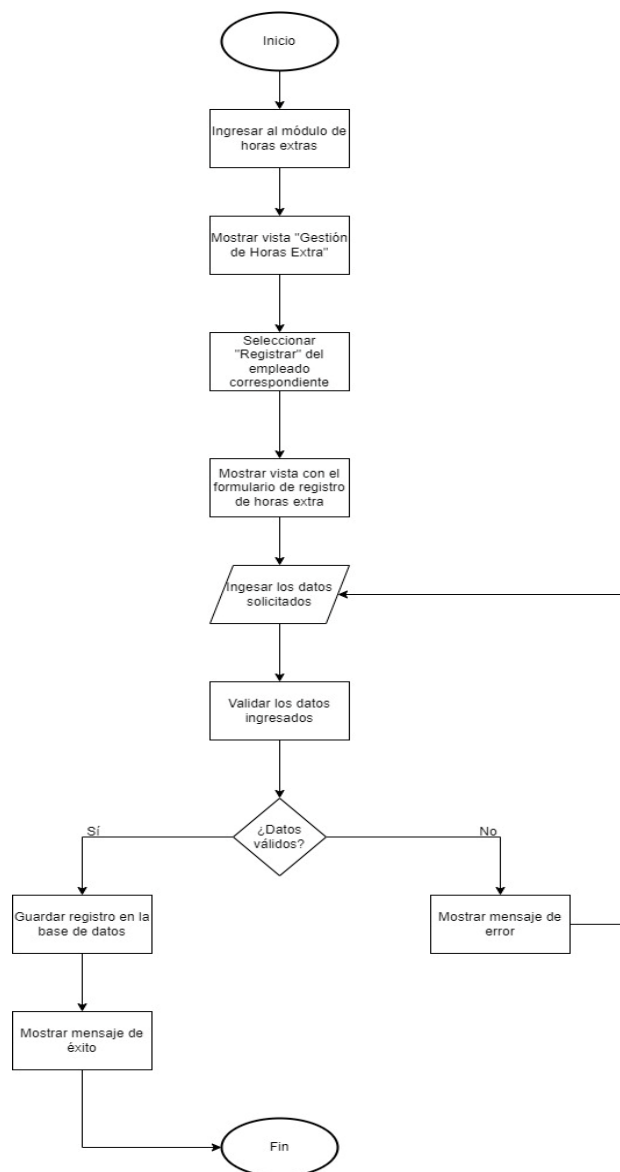 Inicio
Ingresar al módulo de
horas extras
Mostrar vista "Gestión
de Horas Extra"
Seleccionar
"Registrar" del
empleado
correspondiente
Mostrar vista con el
formulario de registro
de horas extra
Ingesar los datos
solicitados
Validar los datos
ingresados
¿Datos
válidos?
Sí
No
Guardar registro en la
base de datos
Mostrar mensaje de
error
Mostrar mensaje de
éxito
Fin